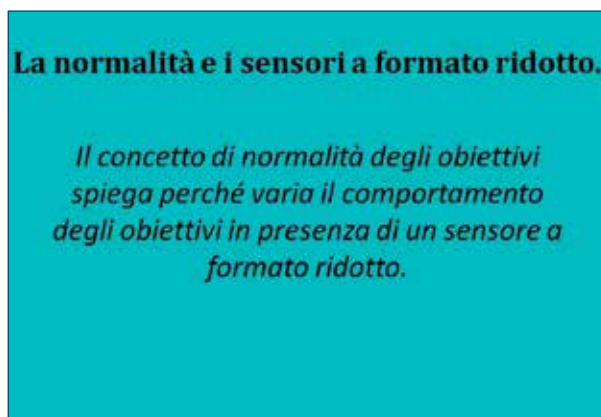 La normalità e i sensori a formato ridotto.
Il concetto di normalità degli obiettivi
spiega perché varia il comportamento
degli obiettivi in presenza di un sensore a
formato ridotto.